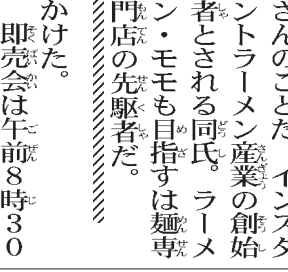 さんのことだ。インスタ
ントラーメン産業の創始
者とされる同氏。ラーメ
ン・モモも目指すは麺専
門店の先駆者だ。
かけた。
即売会は午前8時30